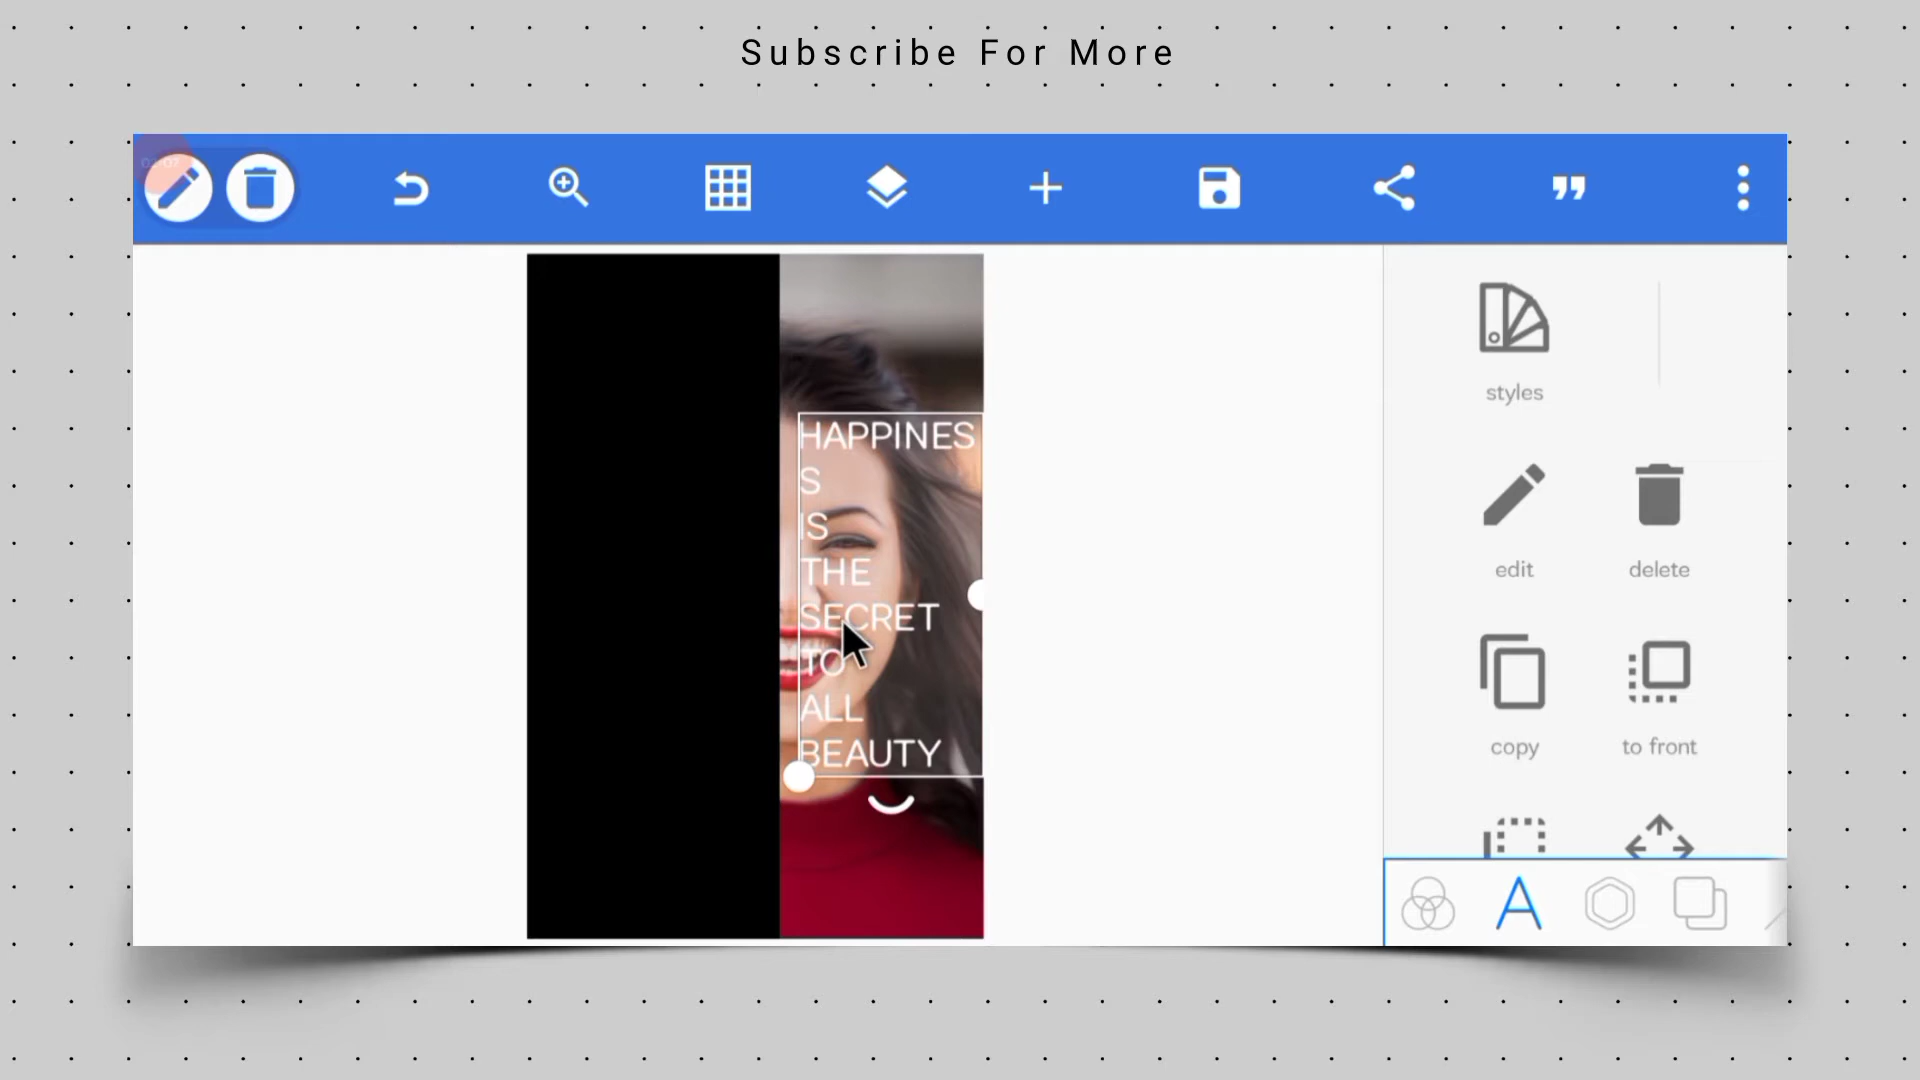 Subscribe For More
styles
HAPPINES
S
IS
THE
SECRET
TO
ALL
BEAUTY
edit
delete
copy
to front